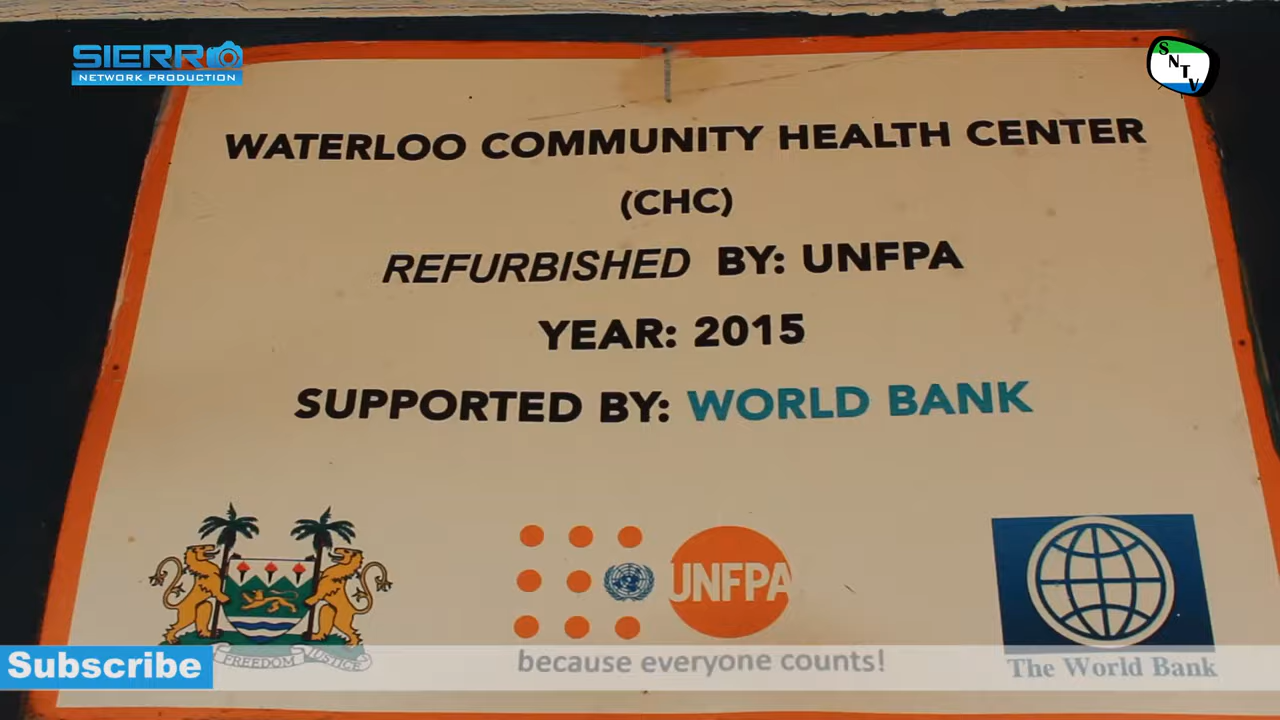 SIERR
NETWORK PRODUCTION
SNTV
WATERLOO COMMUNITY HEALTH CENTER
(CHC)
REFURBISHED BY: UNFPA
YEAR: 2015
SUPPORTED BY: WORLD BANK
FREEDOM JUSTICE
UNFPA
because everyone counts!
The World Bank
Subscribe